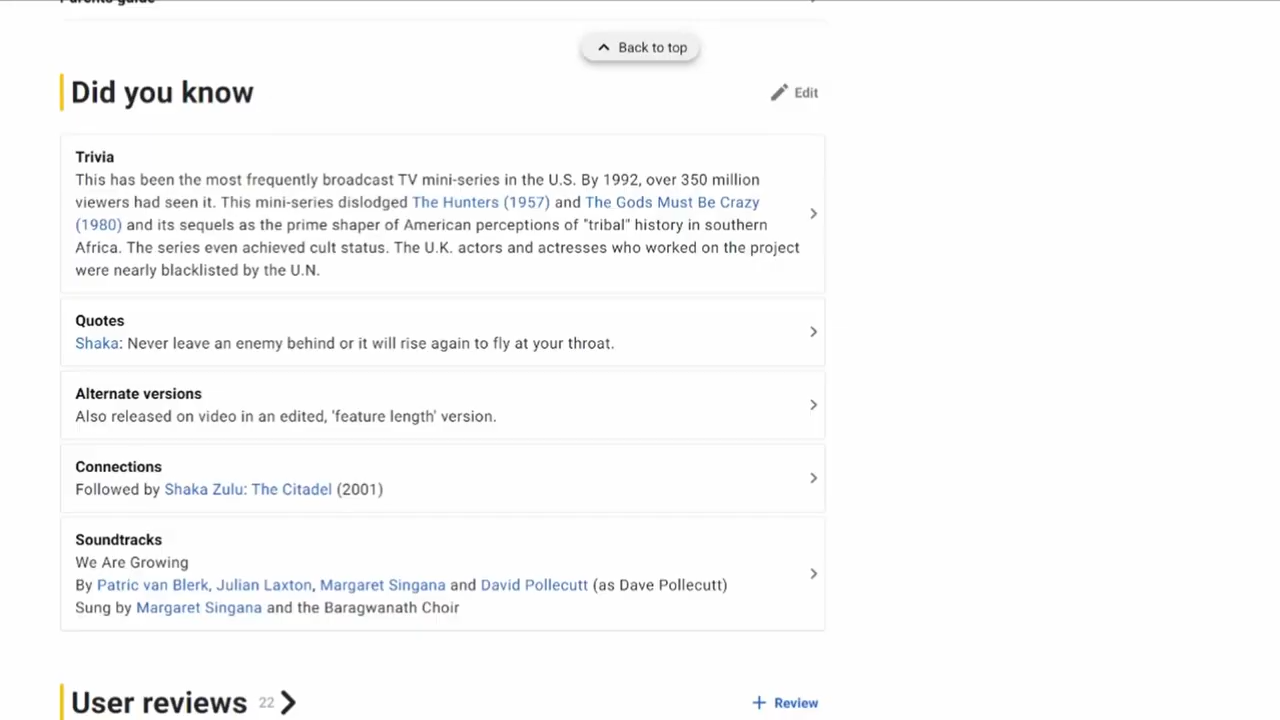 Parents guide
Back to top
Did you know
Edit
Trivia
This has been the most frequently broadcast TV mini-series in the U.S. By 1992, over 350 million
viewers had seen it. This mini-series dislodged The Hunters (1957) and The Gods Must Be Crazy
(1980) and its sequels as the prime shaper of American perceptions of "tribal" history in southern
Africa. The series even achieved cult status. The U.K. actors and actresses who worked on the project
were nearly blacklisted by the U.N.
Quotes
Shaka: Never leave an enemy behind or it will rise again to fly at your throat.
Alternate versions
Also released on video in an edited, 'feature length' version.
Connections
Followed by Shaka Zulu: The Citadel (2001)
Soundtracks
We Are Growing
By Patric van Blerk, Julian Laxton, Margaret Singana and David Pollecutt (as Dave Pollecutt)
Sung by Margaret Singana and the Baragwanath Choir
User reviews 22
+ Review